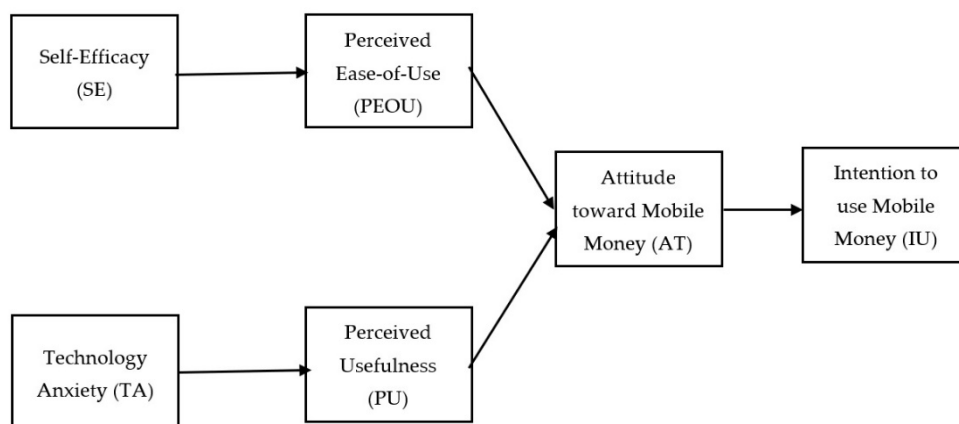 Self-Efficacy
(SE)
Perceived
Ease-of-Use
(PEOU)
Attitude
toward Mobile
Money (AT)
Intention to
use Mobile
Money (IU)
Technology
Anxiety (TA)
Perceived
Usefulness
(PU)